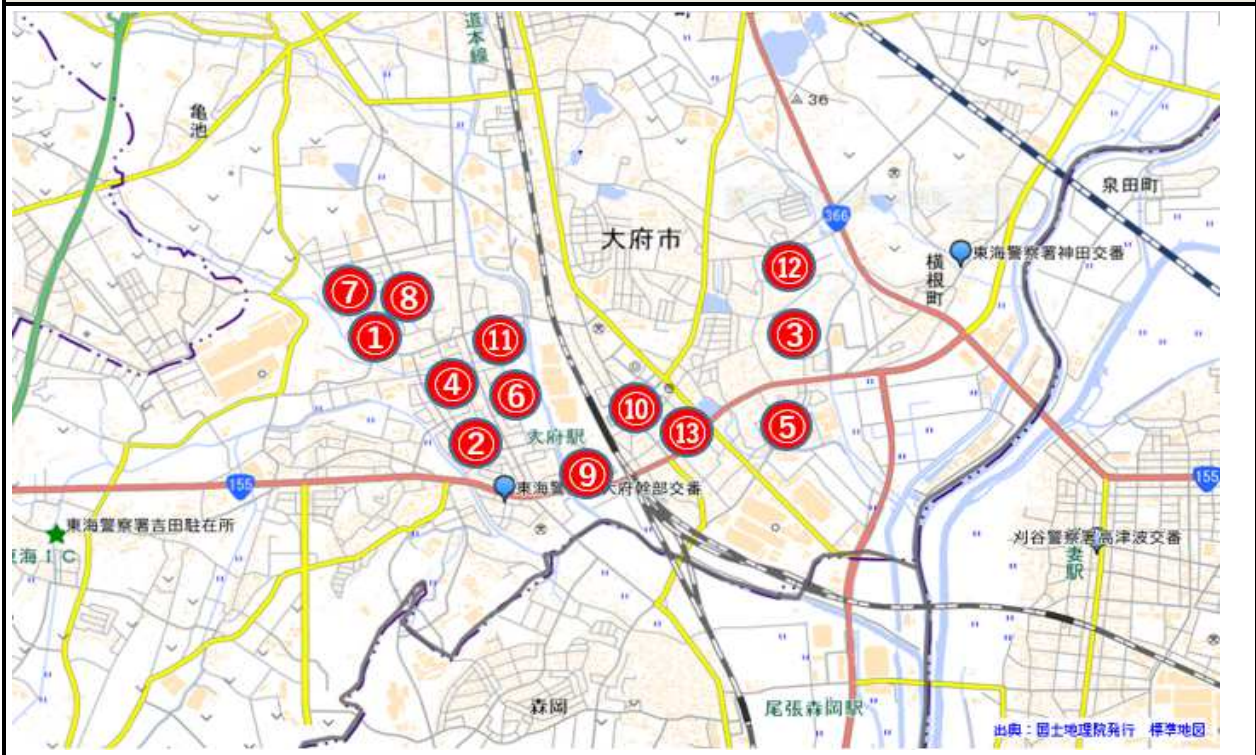 道本線
亀池
36
泉田町
366
大府市
東海警察署神田交番
横根町
⑫
⑦
⑧
①
⑪
③
④
⑥
⑩
⑬
⑤
②
大府駅
⑨
155
大府幹部交番
155
東海警察署吉田駐在所
刈谷警察署高津波交番
海IC
妻駅
森岡
尾張森岡駅
出典：国土地理院発行 標準地図